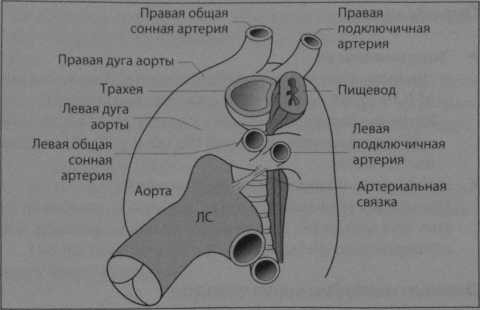 Правая общая
сонная артерия
Правая
подключичная
артерия
Правая дуга аорты
Трахея
Пищевод
Левая дуга
аорты
Левая общая
сонная
артерия
Левая
подключичная
артерия
Аорта
Артериальная
связка
ЛС